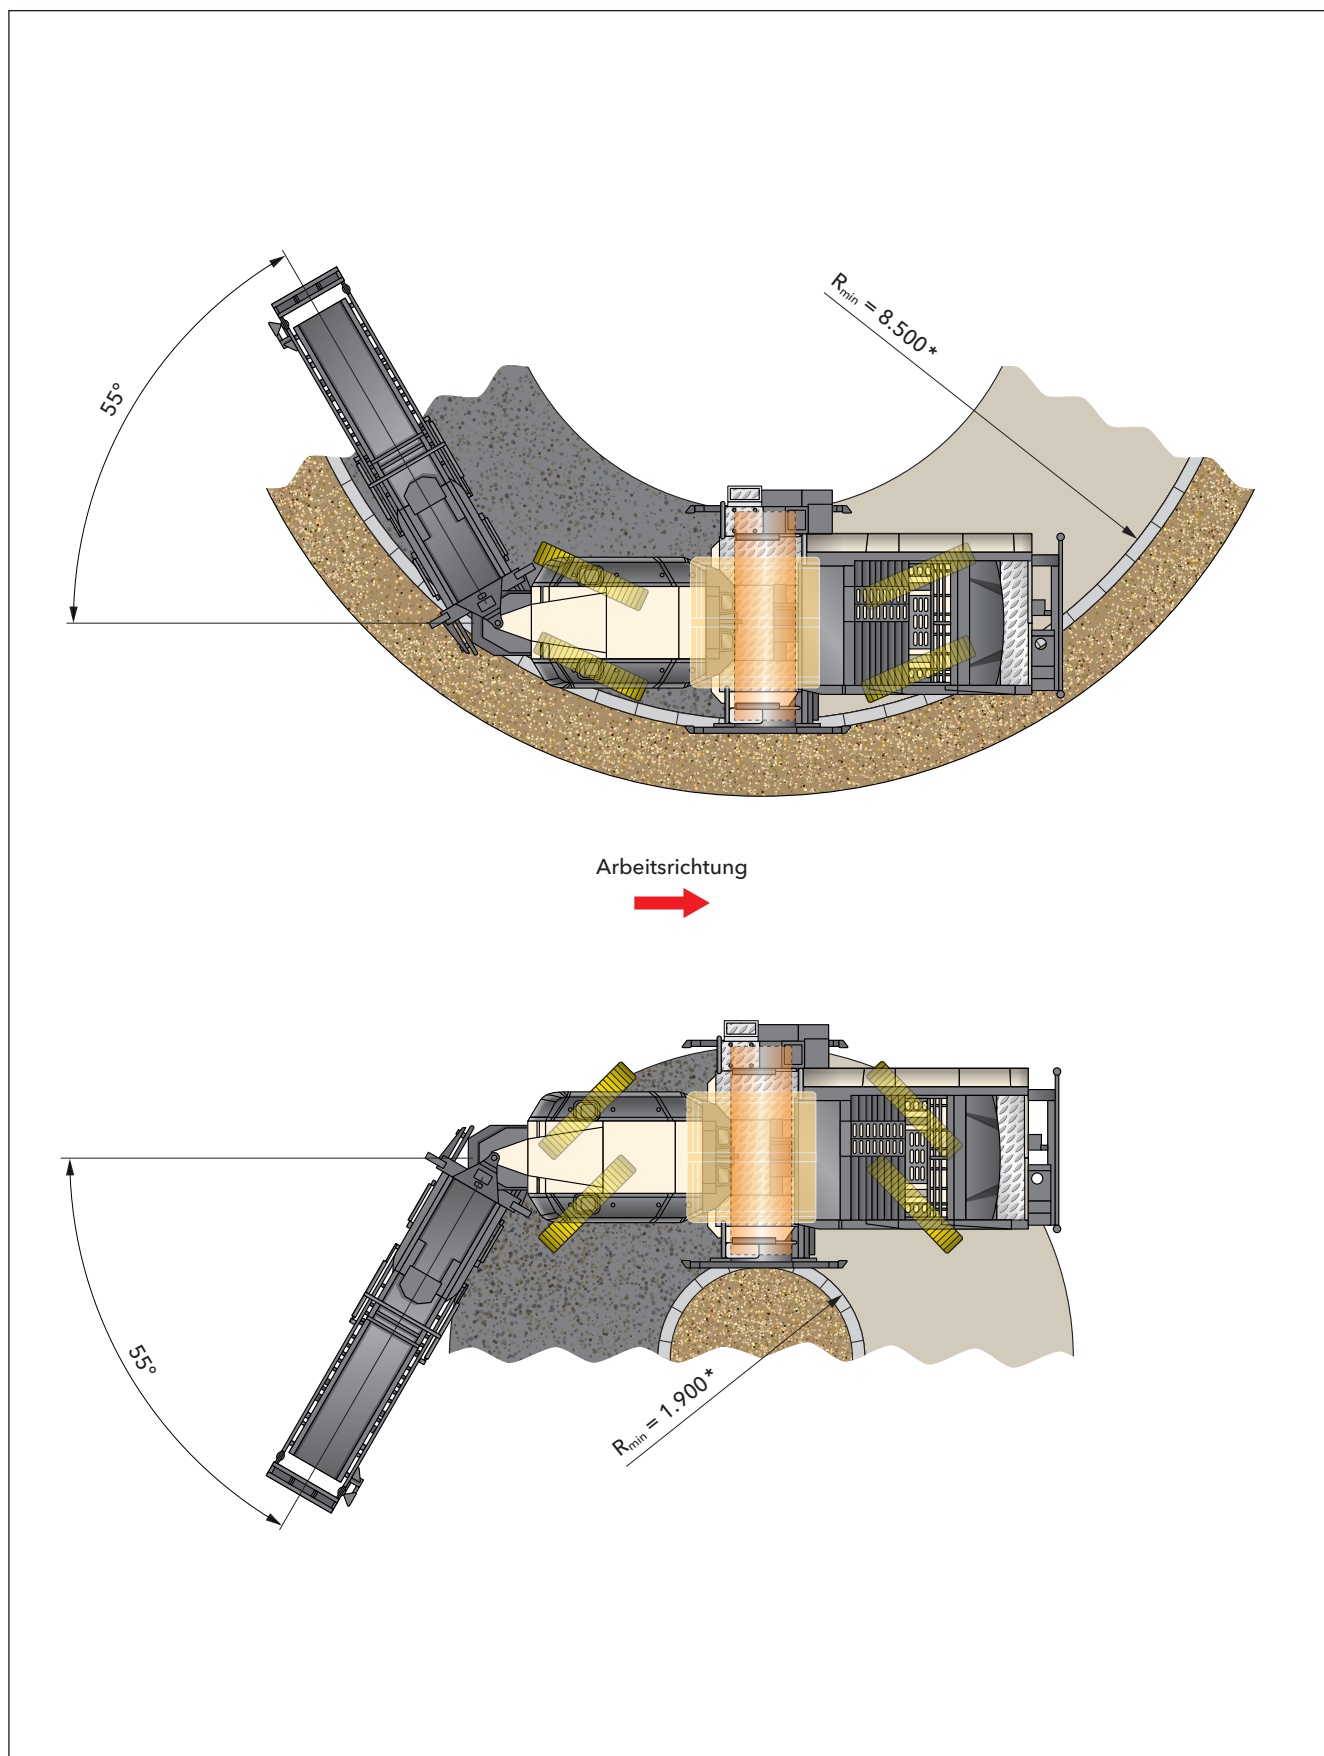 55°
Rmin = 8.500*
Arbeitsrichtung
55°
Rmin = 1.900*